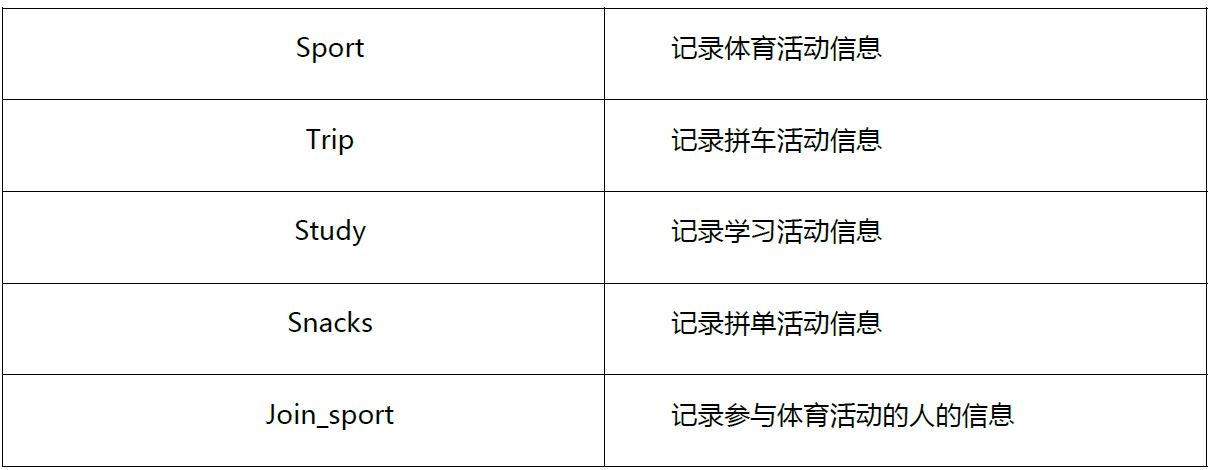 Sport 记录体育活动信息
Trip 记录拼车活动信息
Study 记录学习活动信息
Snacks 记录拼单活动信息
Join_sport 记录参与体育活动的人的信息